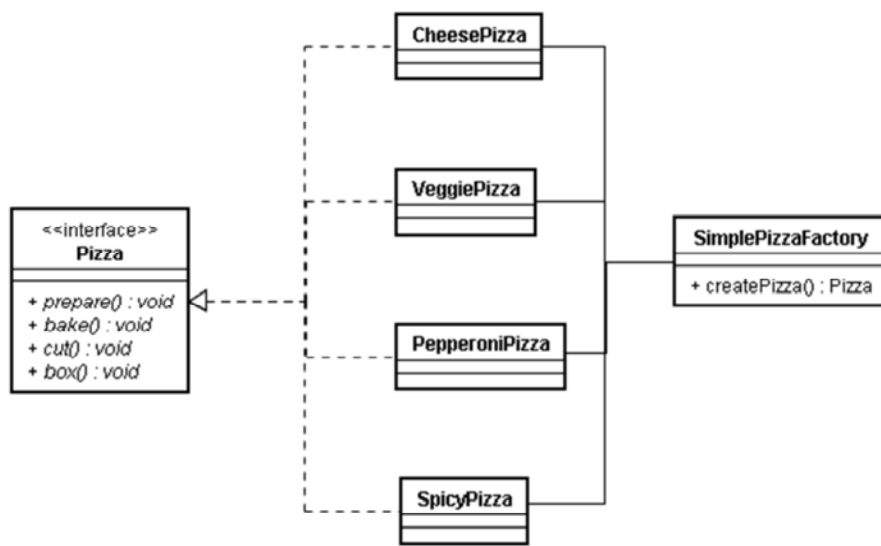 CheesePizza
VeggiePizza
<<interface>>
Pizza
+ prepare() : void
+ bake() : void
+ cut() : void
+ box() : void
SimplePizzaFactory
+ createPizza() : Pizza
PepperoniPizza
SpicyPizza